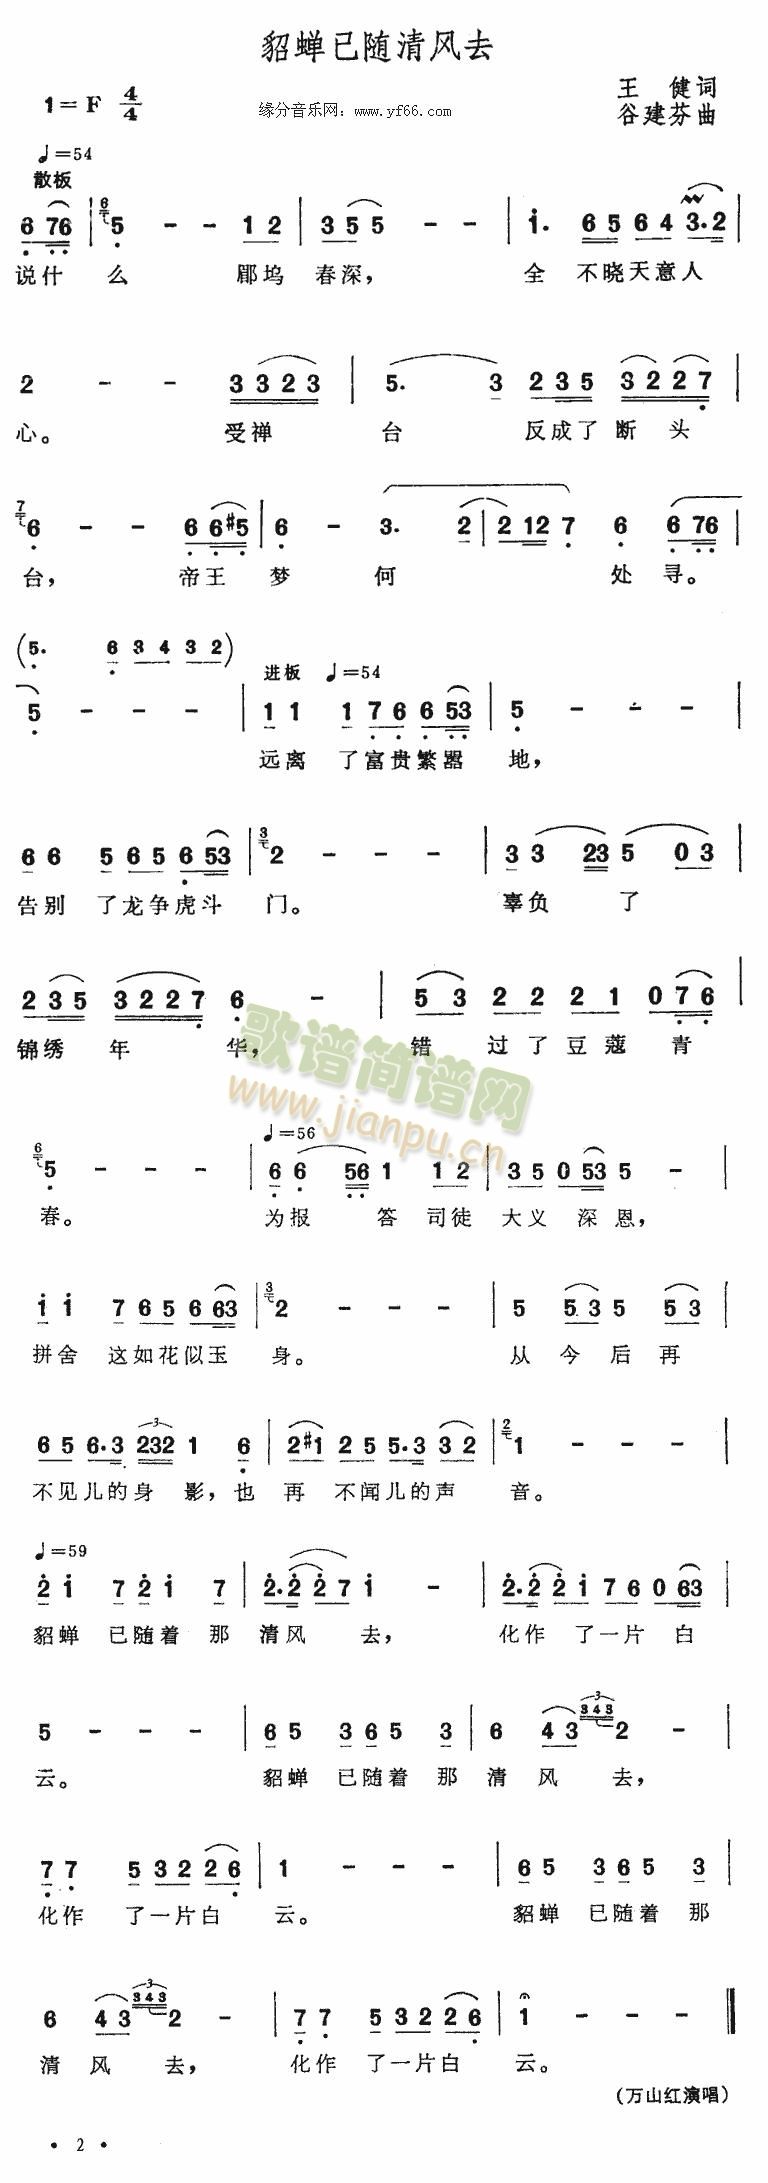 貂蝉已随清风去
1=F 4/4
缘分音乐网：www.yf66.com
王 健词
谷建芬曲
♩=54
散板
6 76 | 5 - - 1 2 | 3 5 5 - - | i. 6 5 6 4 3.2 |
说什 么 郿坞 春深， 全 不晓天意人
2 - - 3 3 2 3 | 5. 3 2 3 5 3 2 2 7 |
心。 受禅 台 反成了断 头
7 6 - - 6 6 #5 | 6 - 3. 2 | 2 12 7 6 6 76 |
台， 帝王 梦 何 处 寻。
(5. 6 3 4 3 2)
进板 ♩=54
5 - - - | 1 1 1 7 6 6 53 | 5 - - - |
远离 了富贵繁嚣 地，
6 6 5 6 5 6 53 | 3 2 - - - | 3 3 23 5 0 3 |
告别 了龙争虎斗 门。 辜负 了
2 3 5 3 2 2 7 6 - | 5 3 2 2 2 1 0 7 6 |
锦绣 年 华， 错 过了豆蔻 青
歌谱简谱网
www.jianpu.cn
♩=56
6 5 - - - | 6 6 56 1 1 2 | 3 5 0 53 5 - |
春。 为报 答 司徒 大义 深恩，
i i 7 6 5 6 63 | 3 2 - - - | 5 5.3 5 5 3 |
拼舍 这如花似玉 身。 从 今 后 再
6 5 6.3 3 232 1 6 | 2 #1 2 5 5.3 3 2 | 2 1 - - - |
不见儿的身 影，也 再 不闻儿的声 音。
♩=59
2 i 7 2 i 7 | 2. 2 2 7 i - | 2. 2 2 i 7 6 0 63 |
貂蝉 已随着 那 清风 去， 化作 了一片 白
5 - - - | 6 5 3 6 5 3 | 6 4 3 3 343 2 - |
云。 貂蝉 已随着 那 清 风 去，
7 7 5 3 2 2 6 | 1 - - - | 6 5 3 6 5 3 |
化作 了一片白 云。 貂蝉 已随着 那
6 4 3 3 343 2 - | 7 7 5 3 2 2 6 | 1 - - - ‖
清 风 去， 化作 了一片白 云。
（万山红演唱）
· 2 ·